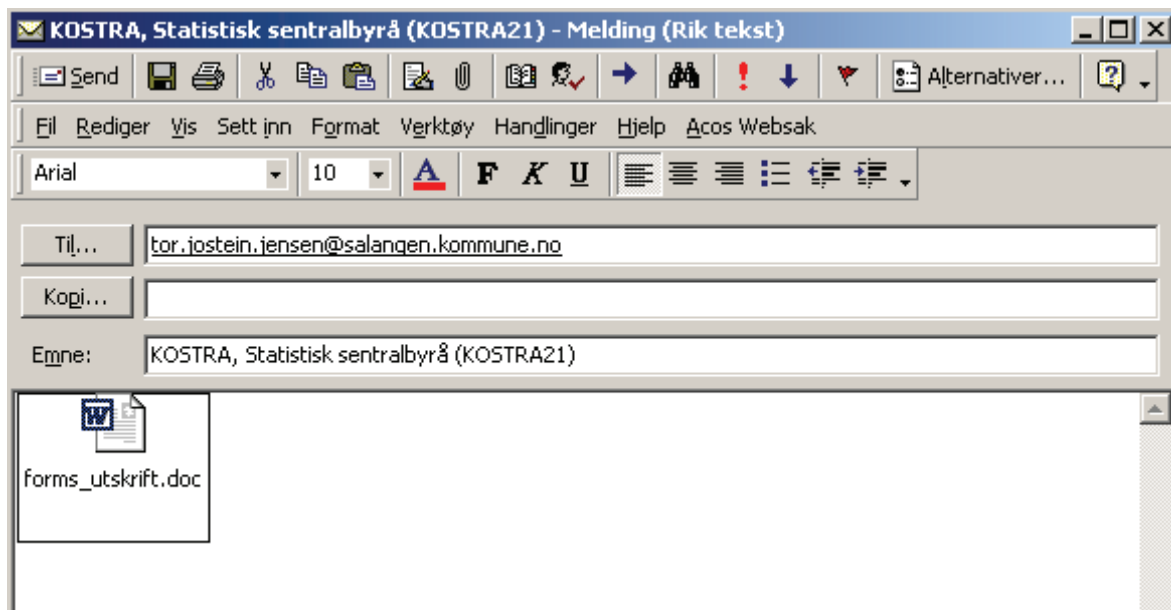 KOSTRA, Statistisk sentralbyrå (KOSTRA21) - Melding (Rik tekst)
Send Alternativer...
Fil Rediger Vis Sett inn Format Verktøy Handlinger Hjelp Acos Websak
Arial 10 A F K U
Til... tor.jostein.jensen@salangen.kommune.no
Kopi...
Emne: KOSTRA, Statistisk sentralbyrå (KOSTRA21)
forms_utskrift.doc